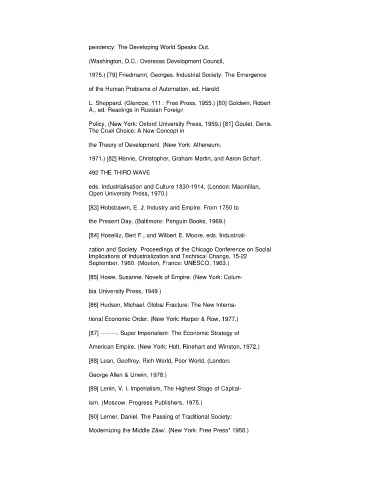 pendency: The Developing World Speaks Out.
(Washington, D.C.: Overseas Development Council,
1975.) [79] Friedmann, Georges. Industrial Society: The Emergence
of the Human Problems of Automation, ed. Harold
L. Sheppard. (Glencoe, 111.: Free Press, 1955.) [80] Goldwin, Robert
A., ed. Readings in Russian Foreign
Policy. (New York: Oxford University Press, 1959.) [81] Goulet, Denis.
The Cruel Choice: A New Concept in
the Theory of Development. (New York: Atheneum,
1971.) [82] Harvie, Christopher, Graham Martin, and Aaron Scharf,
492 THE THIRD WAVE
eds. Industrialisation and Culture 1830-1914. (London: Macmillan,
Open University Press, 1970.)
[83] Hobsbawm, E. J. Industry and Empire: From 1750 to
the Present Day. (Baltimore: Penguin Books, 1969.)
[84] Hoselitz, Bert F., and Wilbert E. Moore, eds. Industriali-
zation and Society. Proceedings of the Chicago Conference on Social
Implications of Industrialization and Technical Change, 15-22
September, 1960. (Mouton, France: UNESCO, 1963.)
[85] Howe, Susanne. Novels of Empire. (New York: Colum-
bia University Press, 1949.)
[86] Hudson, Michael. Global Fracture: The New Interna-
tional Economic Order. (New York: Harper & Row, 1977.)
[87] --------. Super Imperialism: The Economic Strategy of
American Empire. (New York: Holt, Rinehart and Winston, 1972.)
[88] Lean, Geoffrey. Rich World, Poor World. (London:
George Allen & Unwin, 1978.)
[89] Lenin, V. I. Imperialism, The Highest Stage of Capital-
ism. (Moscow: Progress Publishers, 1975.)
[90] Lerner, Daniel. The Passing of Traditional Society:
Modernizing the Middle Z&w/. {New York: Free Press* 1958.)